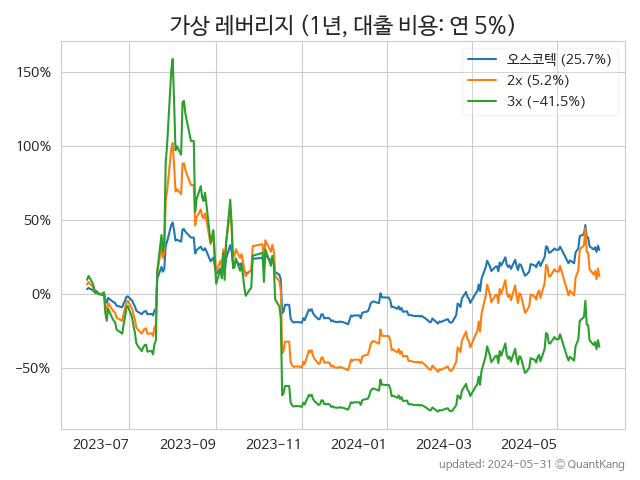 가상 레버리지 (1년, 대출 비용: 연 5%)
오스코텍 (25.7%)
2x (5.2%)
3x (−41.5%)
150%
100%
50%
0%
−50%
2023-07 2023-09 2023-11 2024-01 2024-03 2024-05
updated: 2024-05-31 © QuantKang